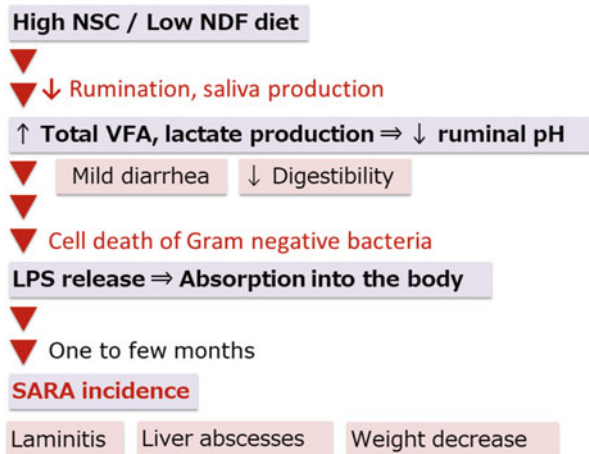 High NSC / Low NDF diet
↓ Rumination, saliva production
↑ Total VFA, lactate production ⇒ ↓ ruminal pH
Mild diarrhea ↓ Digestibility
Cell death of Gram negative bacteria
LPS release ⇒ Absorption into the body
One to few months
SARA incidence
Laminitis Liver abscesses Weight decrease